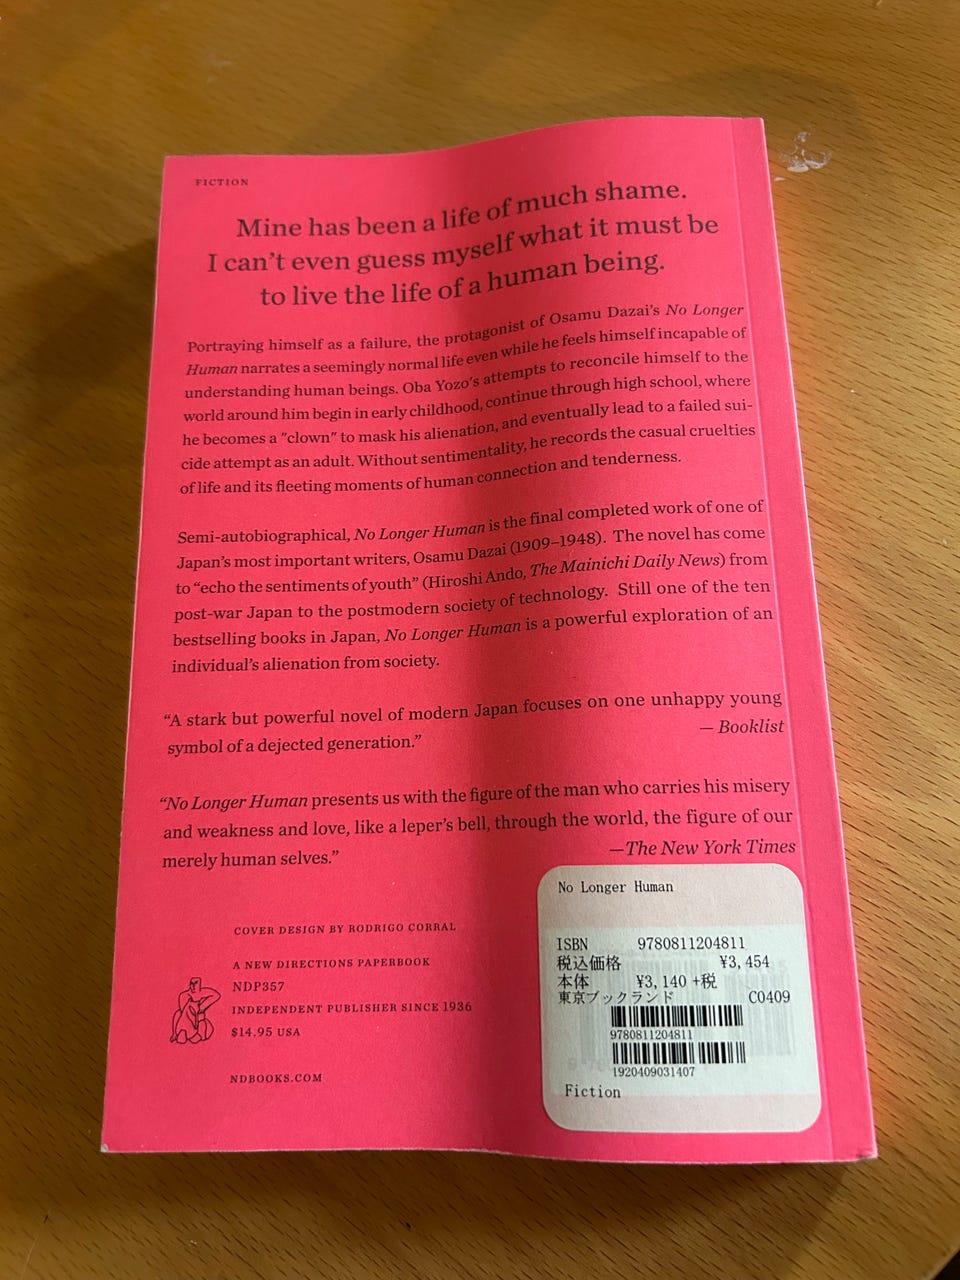 FICTION
Mine has been a life of much shame.
I can't even guess myself what it must be
to live the life of a human being.
Portraying himself as a failure, the protagonist of Osamu Dazai's No Longer
Human narrates a seemingly normal life even while he feels himself incapable of
understanding human beings. Oba Yozo's attempts to reconcile himself to the
world around him begin in early childhood, continue through high school, where
he becomes a "clown" to mask his alienation, and eventually lead to a failed sui-
cide attempt as an adult. Without sentimentality, he records the casual cruelties
of life and its fleeting moments of human connection and tenderness.
Semi-autobiographical, No Longer Human is the final completed work of one of
Japan's most important writers, Osamu Dazai (1909–1948). The novel has come
to “echo the sentiments of youth” (Hiroshi Ando, The Mainichi Daily News) from
post-war Japan to the postmodern society of technology. Still one of the ten
bestselling books in Japan, No Longer Human is a powerful exploration of an
individual's alienation from society.
“A stark but powerful novel of modern Japan focuses on one unhappy young
symbol of a dejected generation.”
— Booklist
“No Longer Human presents us with the figure of the man who carries his misery
and weakness and love, like a leper's bell, through the world, the figure of our
merely human selves.”
—The New York Times
COVER DESIGN BY RODRIGO CORRAL
A NEW DIRECTIONS PAPERBOOK
NDP357
INDEPENDENT PUBLISHER SINCE 1936
$14.95 USA
NDBOOKS.COM
No Longer Human
ISBN 9780811204811
税込価格 ¥3,454
本体 ¥3,140+税
東京ブックランド C0409
9780811204811
1920409031407
Fiction